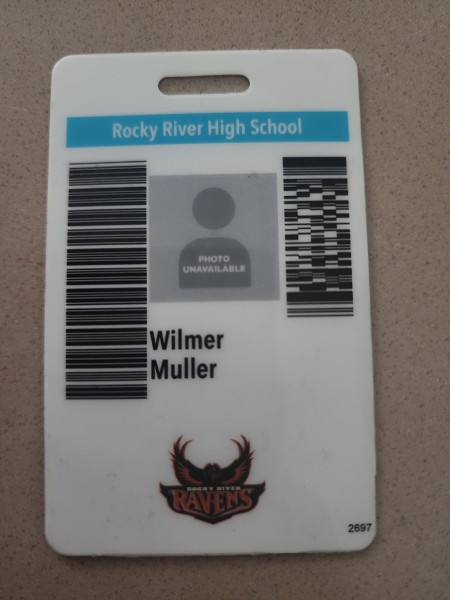 Rocky River High School
PHOTO
UNAVAILABLE
Wilmer
Muller
ROCKY RIVER
RAVENS
2697